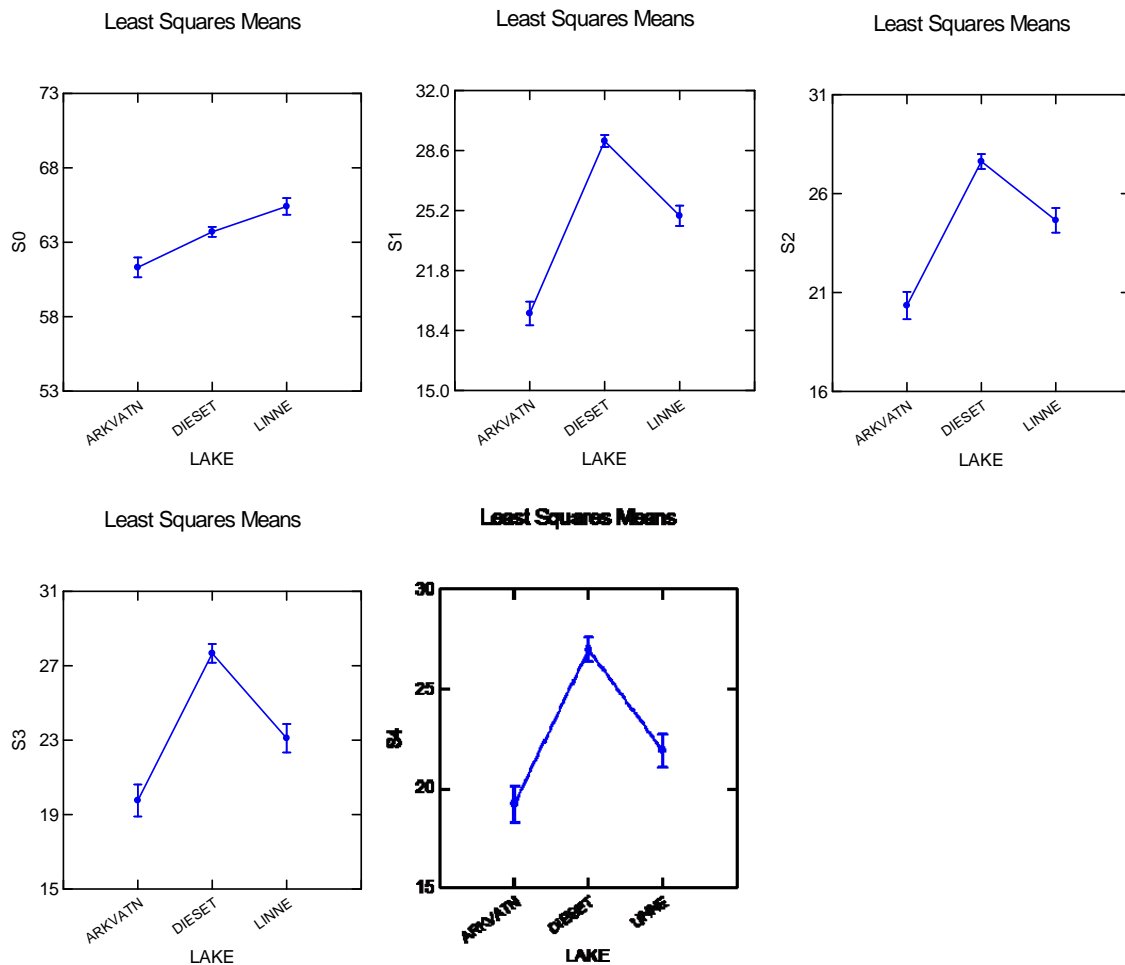 Least Squares Means
73
68
63
58
53
S0
ARKVATN
DIESET
LINNE
LAKE
Least Squares Means
32.0
28.6
25.2
21.8
18.4
15.0
S1
ARKVATN
DIESET
LINNE
LAKE
Least Squares Means
31
26
21
16
S2
ARKVATN
DIESET
LINNE
LAKE
Least Squares Means
31
27
23
19
15
S3
ARKVATN
DIESET
LINNE
LAKE
Least Squares Means
30
25
20
15
S4
ARKVATN
DIESET
LINNE
LAKE